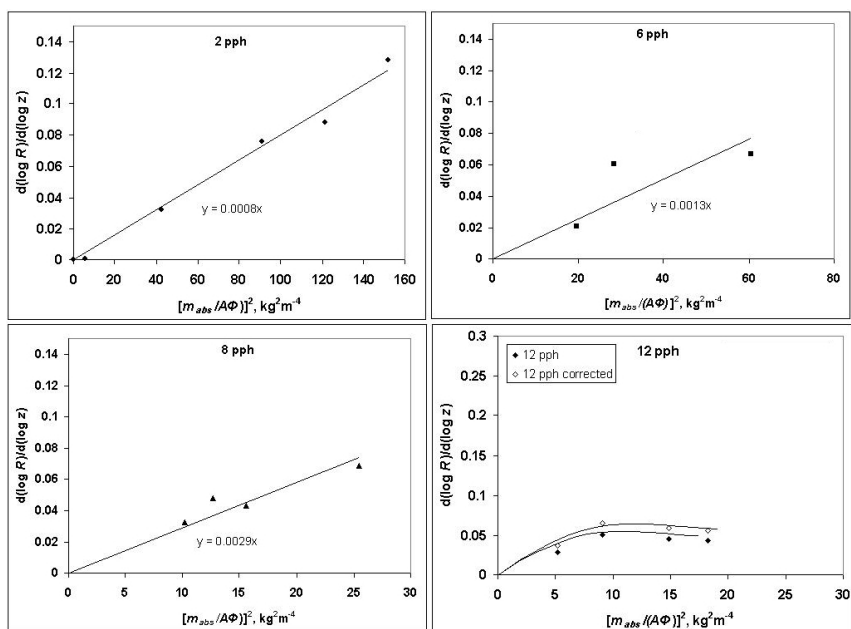 2 pph
0.14
0.12
0.1
0.08
0.06
0.04
0.02
0
d(log R)/d(log z)
y = 0.0008x
0 20 40 60 80 100 120 140 160
[m abs /AΦ)]², kg²m⁻⁴
6 pph
0.14
0.12
0.1
0.08
0.06
0.04
0.02
0
d(log R)/d(log z)
y = 0.0013x
0 20 40 60 80
[m abs /(AΦ)]², kg²m⁻⁴
8 pph
0.14
0.12
0.1
0.08
0.06
0.04
0.02
0
d(log R)/d(log z)
y = 0.0029x
0 5 10 15 20 25 30
[m abs /AΦ)]², kg²m⁻⁴
12 pph
12 pph
12 pph corrected
0.3
0.25
0.2
0.15
0.1
0.05
0
d(log R)/d(log z)
0 5 10 15 20 25 30
[m abs /(AΦ)]², kg²m⁻⁴